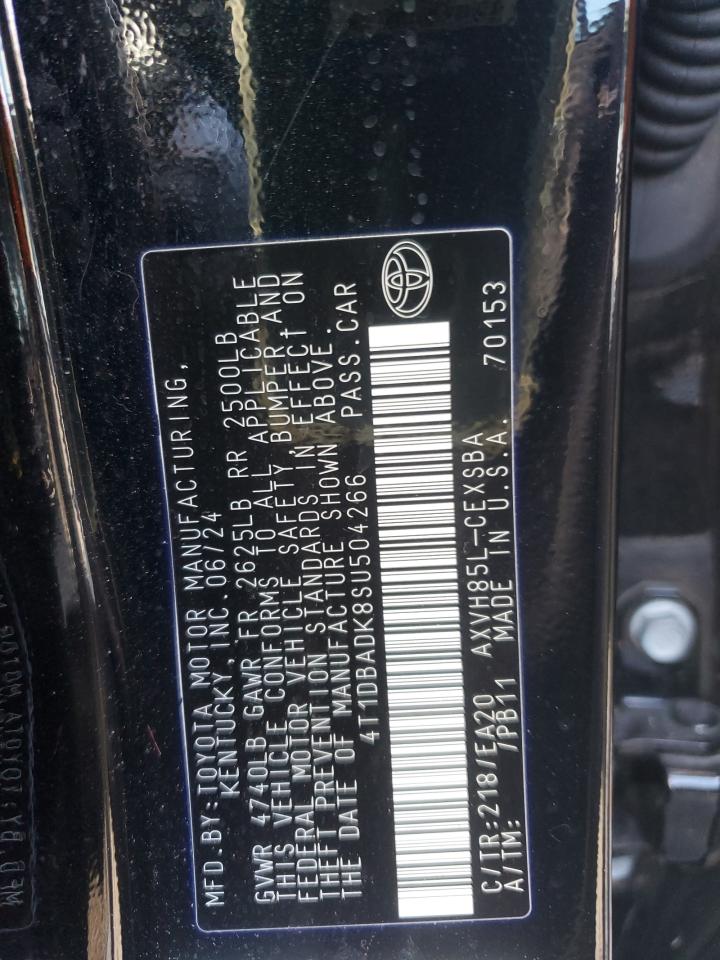 MFD.BY:TOYOTA MOTOR MANUFACTURING,
KENTUCKY, INC. 06/24
GVWR 4740LB GAWR FR 2625LB RR 2500LB
THIS VEHICLE CONFORMS TO ALL APPLICABLE
FEDERAL MOTOR VEHICLE SAFETY, BUMPER, AND
THEFT PREVENTION STANDARDS IN EFFECT ON
THE DATE OF MANUFACTURE SHOWN ABOVE.
4T1DBADK8SU504266 PASS.CAR
C/TR:218/EA20 AXVH85L-CEXSBA
A/TM: /PB11 MADE IN U.S.A. 70153